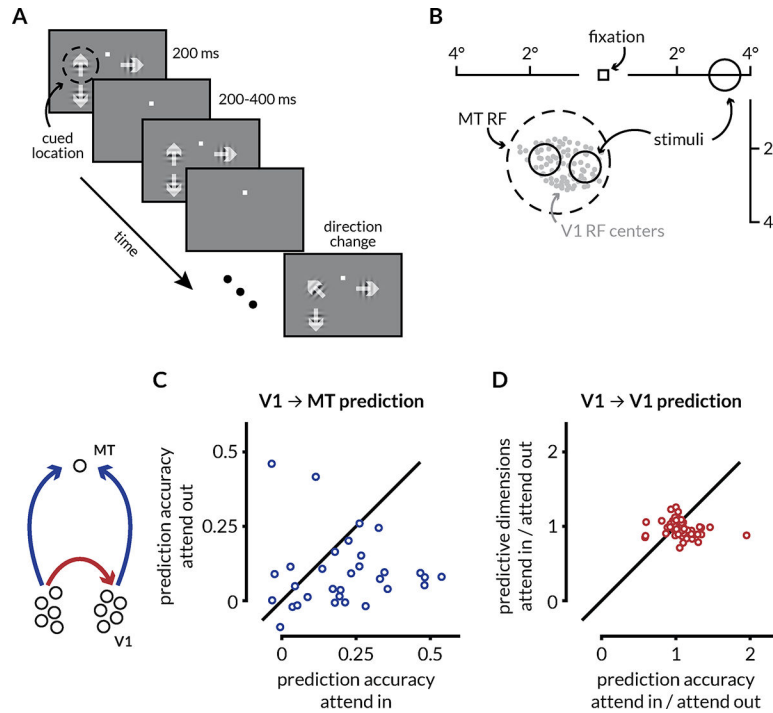 A
200 ms
200-400 ms
cued
location
time
direction
change
B
4° 2° 2° 4°
fixation
MT RF
stimuli
2
4
V1 RF centers
MT
V1
C
V1 → MT prediction
prediction accuracy
attend out
0.5
0.25
0
0 0.25 0.5
prediction accuracy
attend in
D
V1 → V1 prediction
predictive dimensions
attend in / attend out
2
1
0
0 1 2
prediction accuracy
attend in / attend out